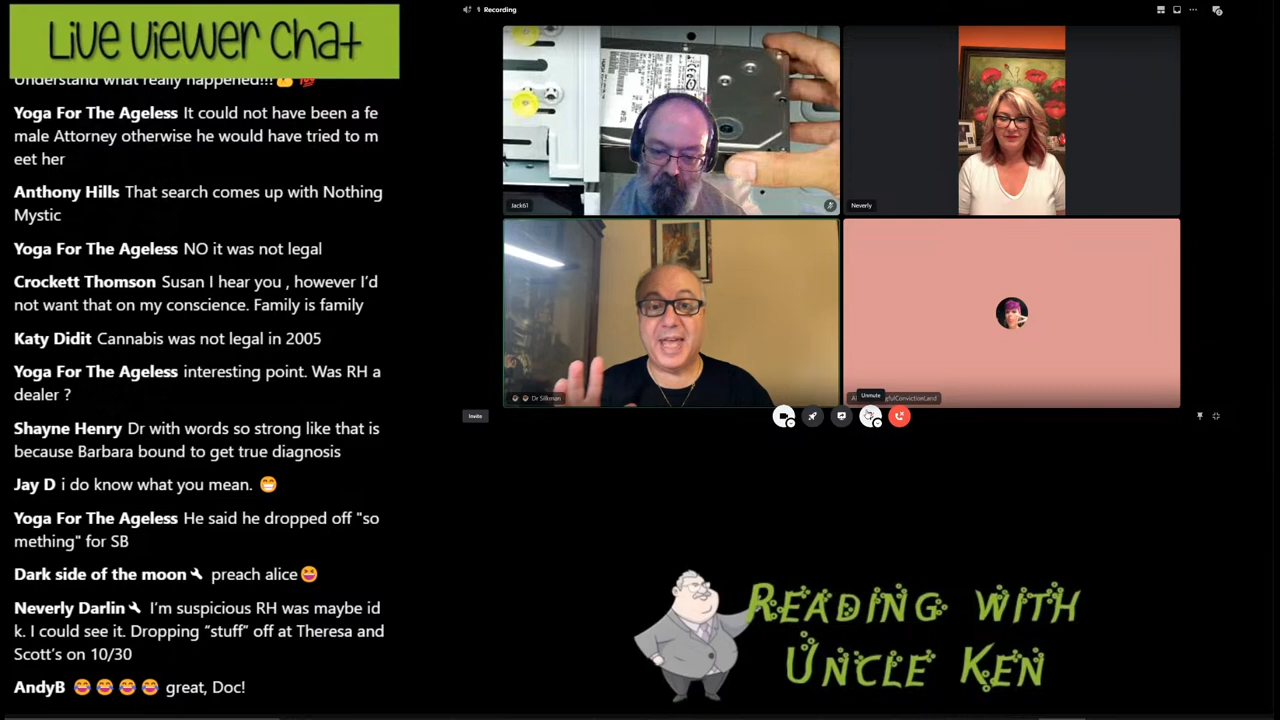 Live Viewer Chat
Understand what really happened!!!💪💯
Yoga For The Ageless It could not have been a fe
male Attorney otherwise he would have tried to m
eet her
Anthony Hills That search comes up with Nothing
Mystic
Yoga For The Ageless NO it was not legal
Crockett Thomson Susan I hear you , however I’d
not want that on my conscience. Family is family
Katy Didit Cannabis was not legal in 2005
Yoga For The Ageless interesting point. Was RH a
dealer ?
Shayne Henry Dr with words so strong like that is
because Barbara bound to get true diagnosis
Jay D i do know what you mean. 😁
Yoga For The Ageless He said he dropped off "so
mething" for SB
Dark side of the moon preach alice😆
Neverly Darlin I’m suspicious RH was maybe id
k. I could see it. Dropping “stuff” off at Theresa and
Scott’s on 10/30
AndyB 😂😂😂😂 great, Doc!
Recording
Jack61
Neverly
Dr Silkman
Unmute
Invite
Reading with
Uncle Ken